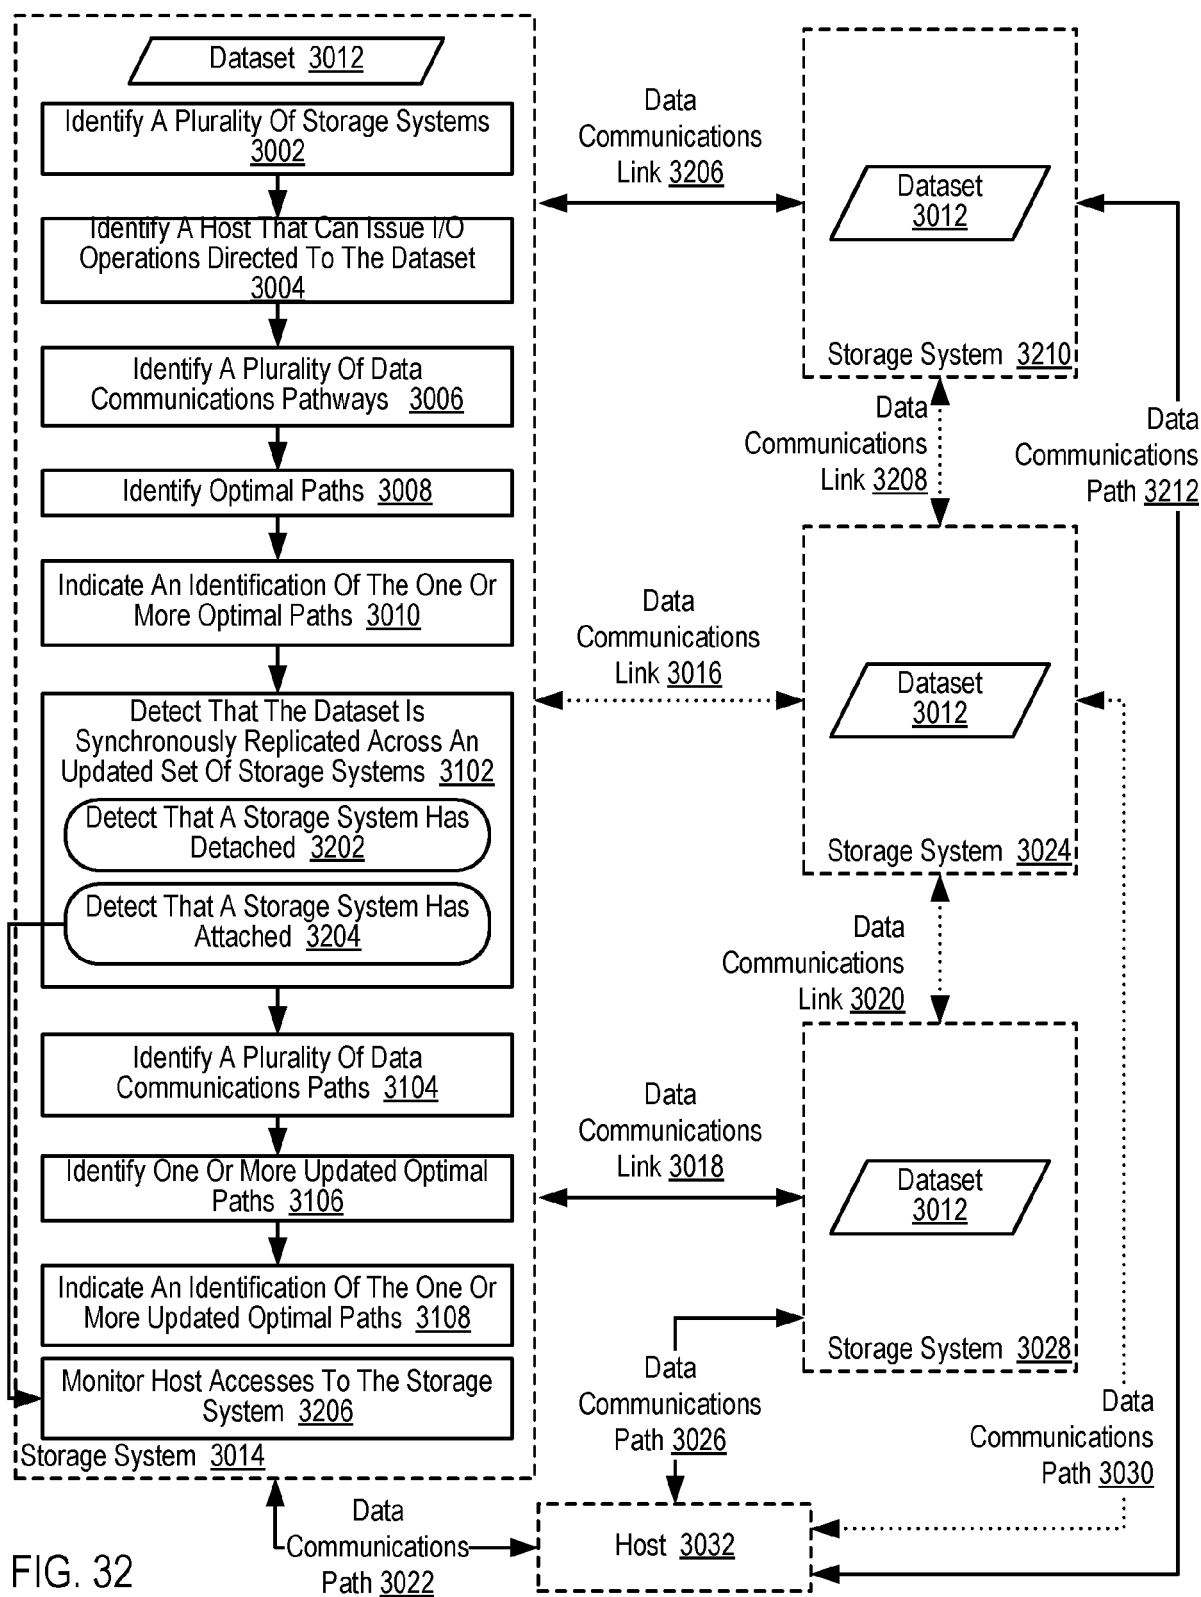 Dataset 3012
Identify A Plurality Of Storage Systems
3002
Identify A Host That Can Issue I/O
Operations Directed To The Dataset
3004
Identify A Plurality Of Data
Communications Pathways 3006
Identify Optimal Paths 3008
Indicate An Identification Of The One Or
More Optimal Paths 3010
Detect That The Dataset Is
Synchronously Replicated Across An
Updated Set Of Storage Systems 3102
Detect That A Storage System Has
Detached 3202
Detect That A Storage System Has
Attached 3204
Identify A Plurality Of Data
Communications Paths 3104
Identify One Or More Updated Optimal
Paths 3106
Indicate An Identification Of The One Or
More Updated Optimal Paths 3108
Monitor Host Accesses To The Storage
System 3206
Storage System 3014
Data
Communications
Link 3206
Dataset
3012
Storage System 3210
Data
Communications
Link 3208
Data
Communications
Path 3212
Data
Communications
Link 3016
Dataset
3012
Storage System 3024
Data
Communications
Link 3020
Data
Communications
Link 3018
Dataset
3012
Storage System 3028
Data
Communications
Path 3026
Data
Communications
Path 3030
Data
Communications
Path 3022
Host 3032
FIG. 32